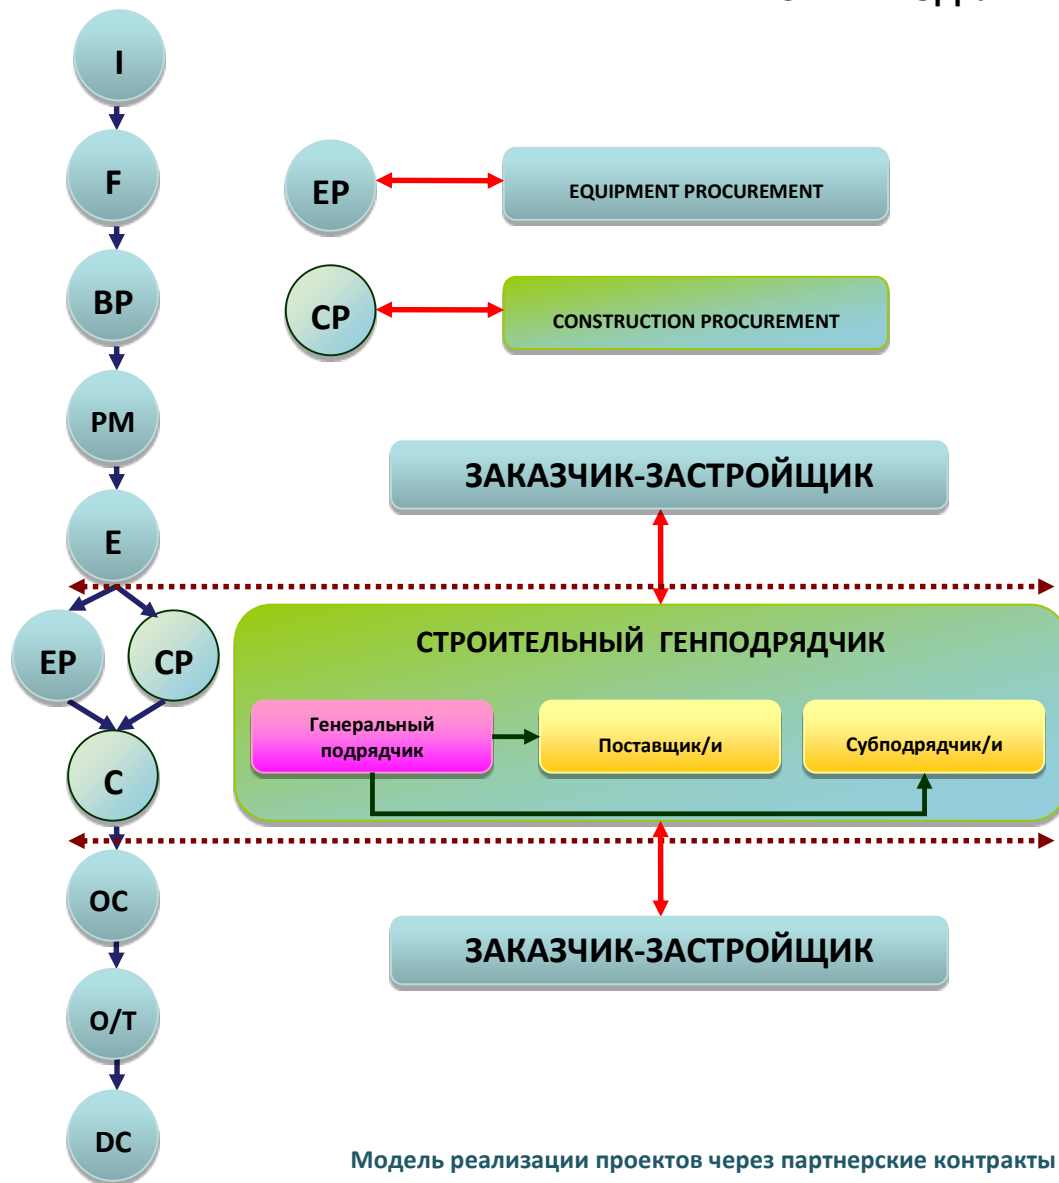 I
F
EP
EQUIPMENT PROCUREMENT
BP
CP
CONSTRUCTION PROCUREMENT
PM
ЗАКАЗЧИК-ЗАСТРОЙЩИК
E
EP
CP
СТРОИТЕЛЬНЫЙ ГЕНПОДРЯДЧИК
Генеральный
подрядчик
Поставщик/и
Субподрядчик/и
C
OC
ЗАКАЗЧИК-ЗАСТРОЙЩИК
O/T
DC
Модель реализации проектов через партнерские контракты